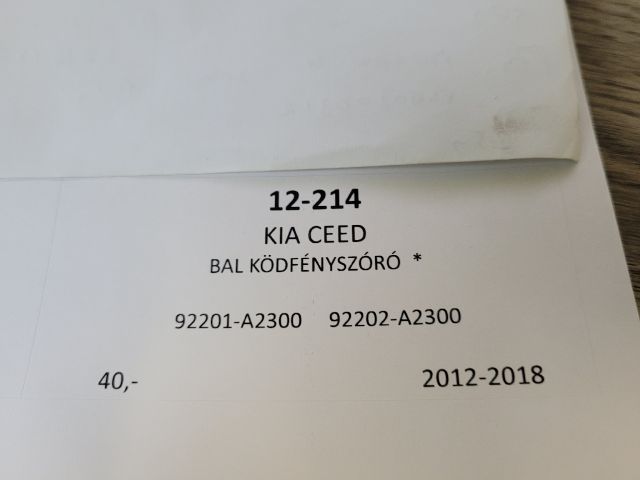 12-214
KIA CEED
BAL KÖDFÉNYSZÓRÓ *
92201-A2300 92202-A2300
40,- 2012-2018